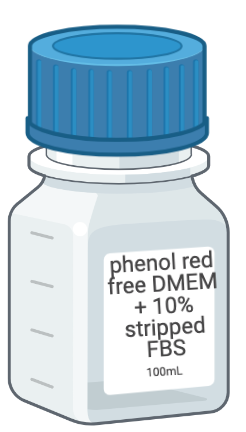 phenol red
free DMEM
+ 10%
stripped
FBS
100mL